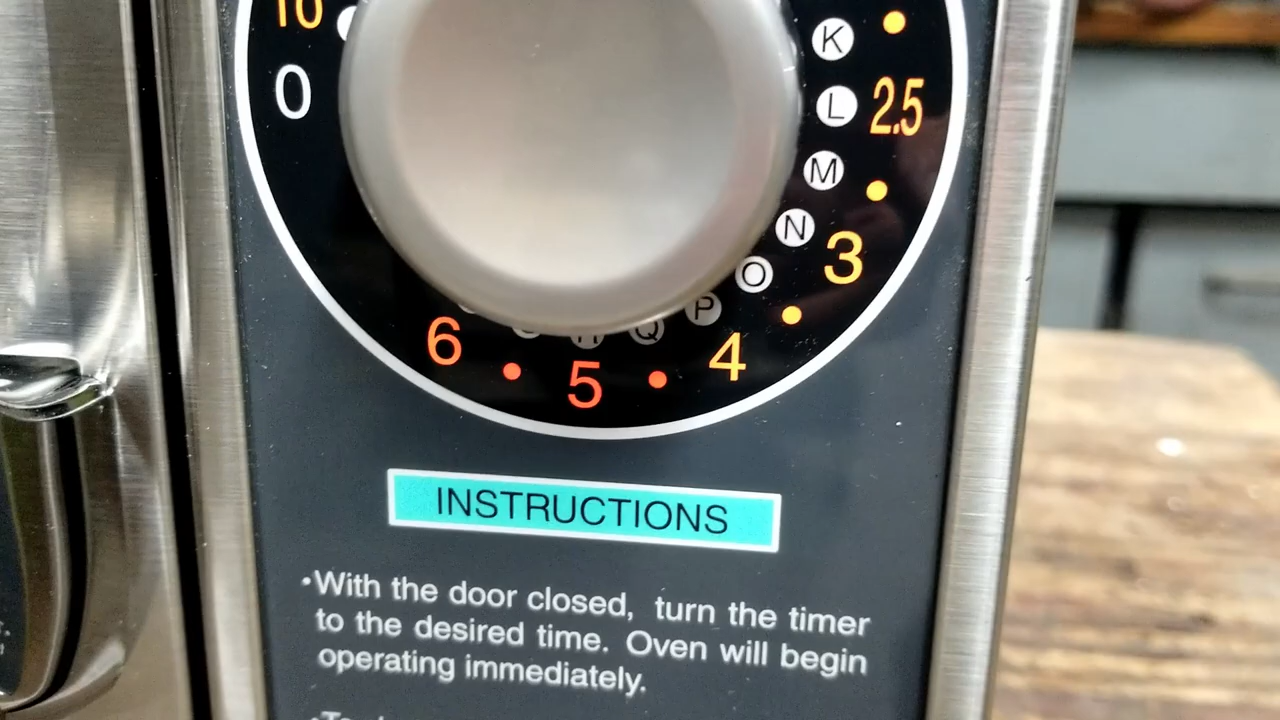 10
0
K
L 2.5
M
N 3
O
P
Q
6 5 4
INSTRUCTIONS
•With the door closed, turn the timer
to the desired time. Oven will begin
operating immediately.